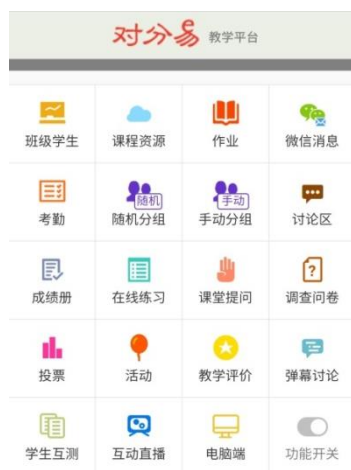 对分易 教学平台
班级学生 课程资源 作业 微信消息
随机 手动
考勤 随机分组 手动分组 讨论区
?
成绩册 在线练习 课堂提问 调查问卷
投票 活动 教学评价 弹幕讨论
学生互测 互动直播 电脑端 功能开关